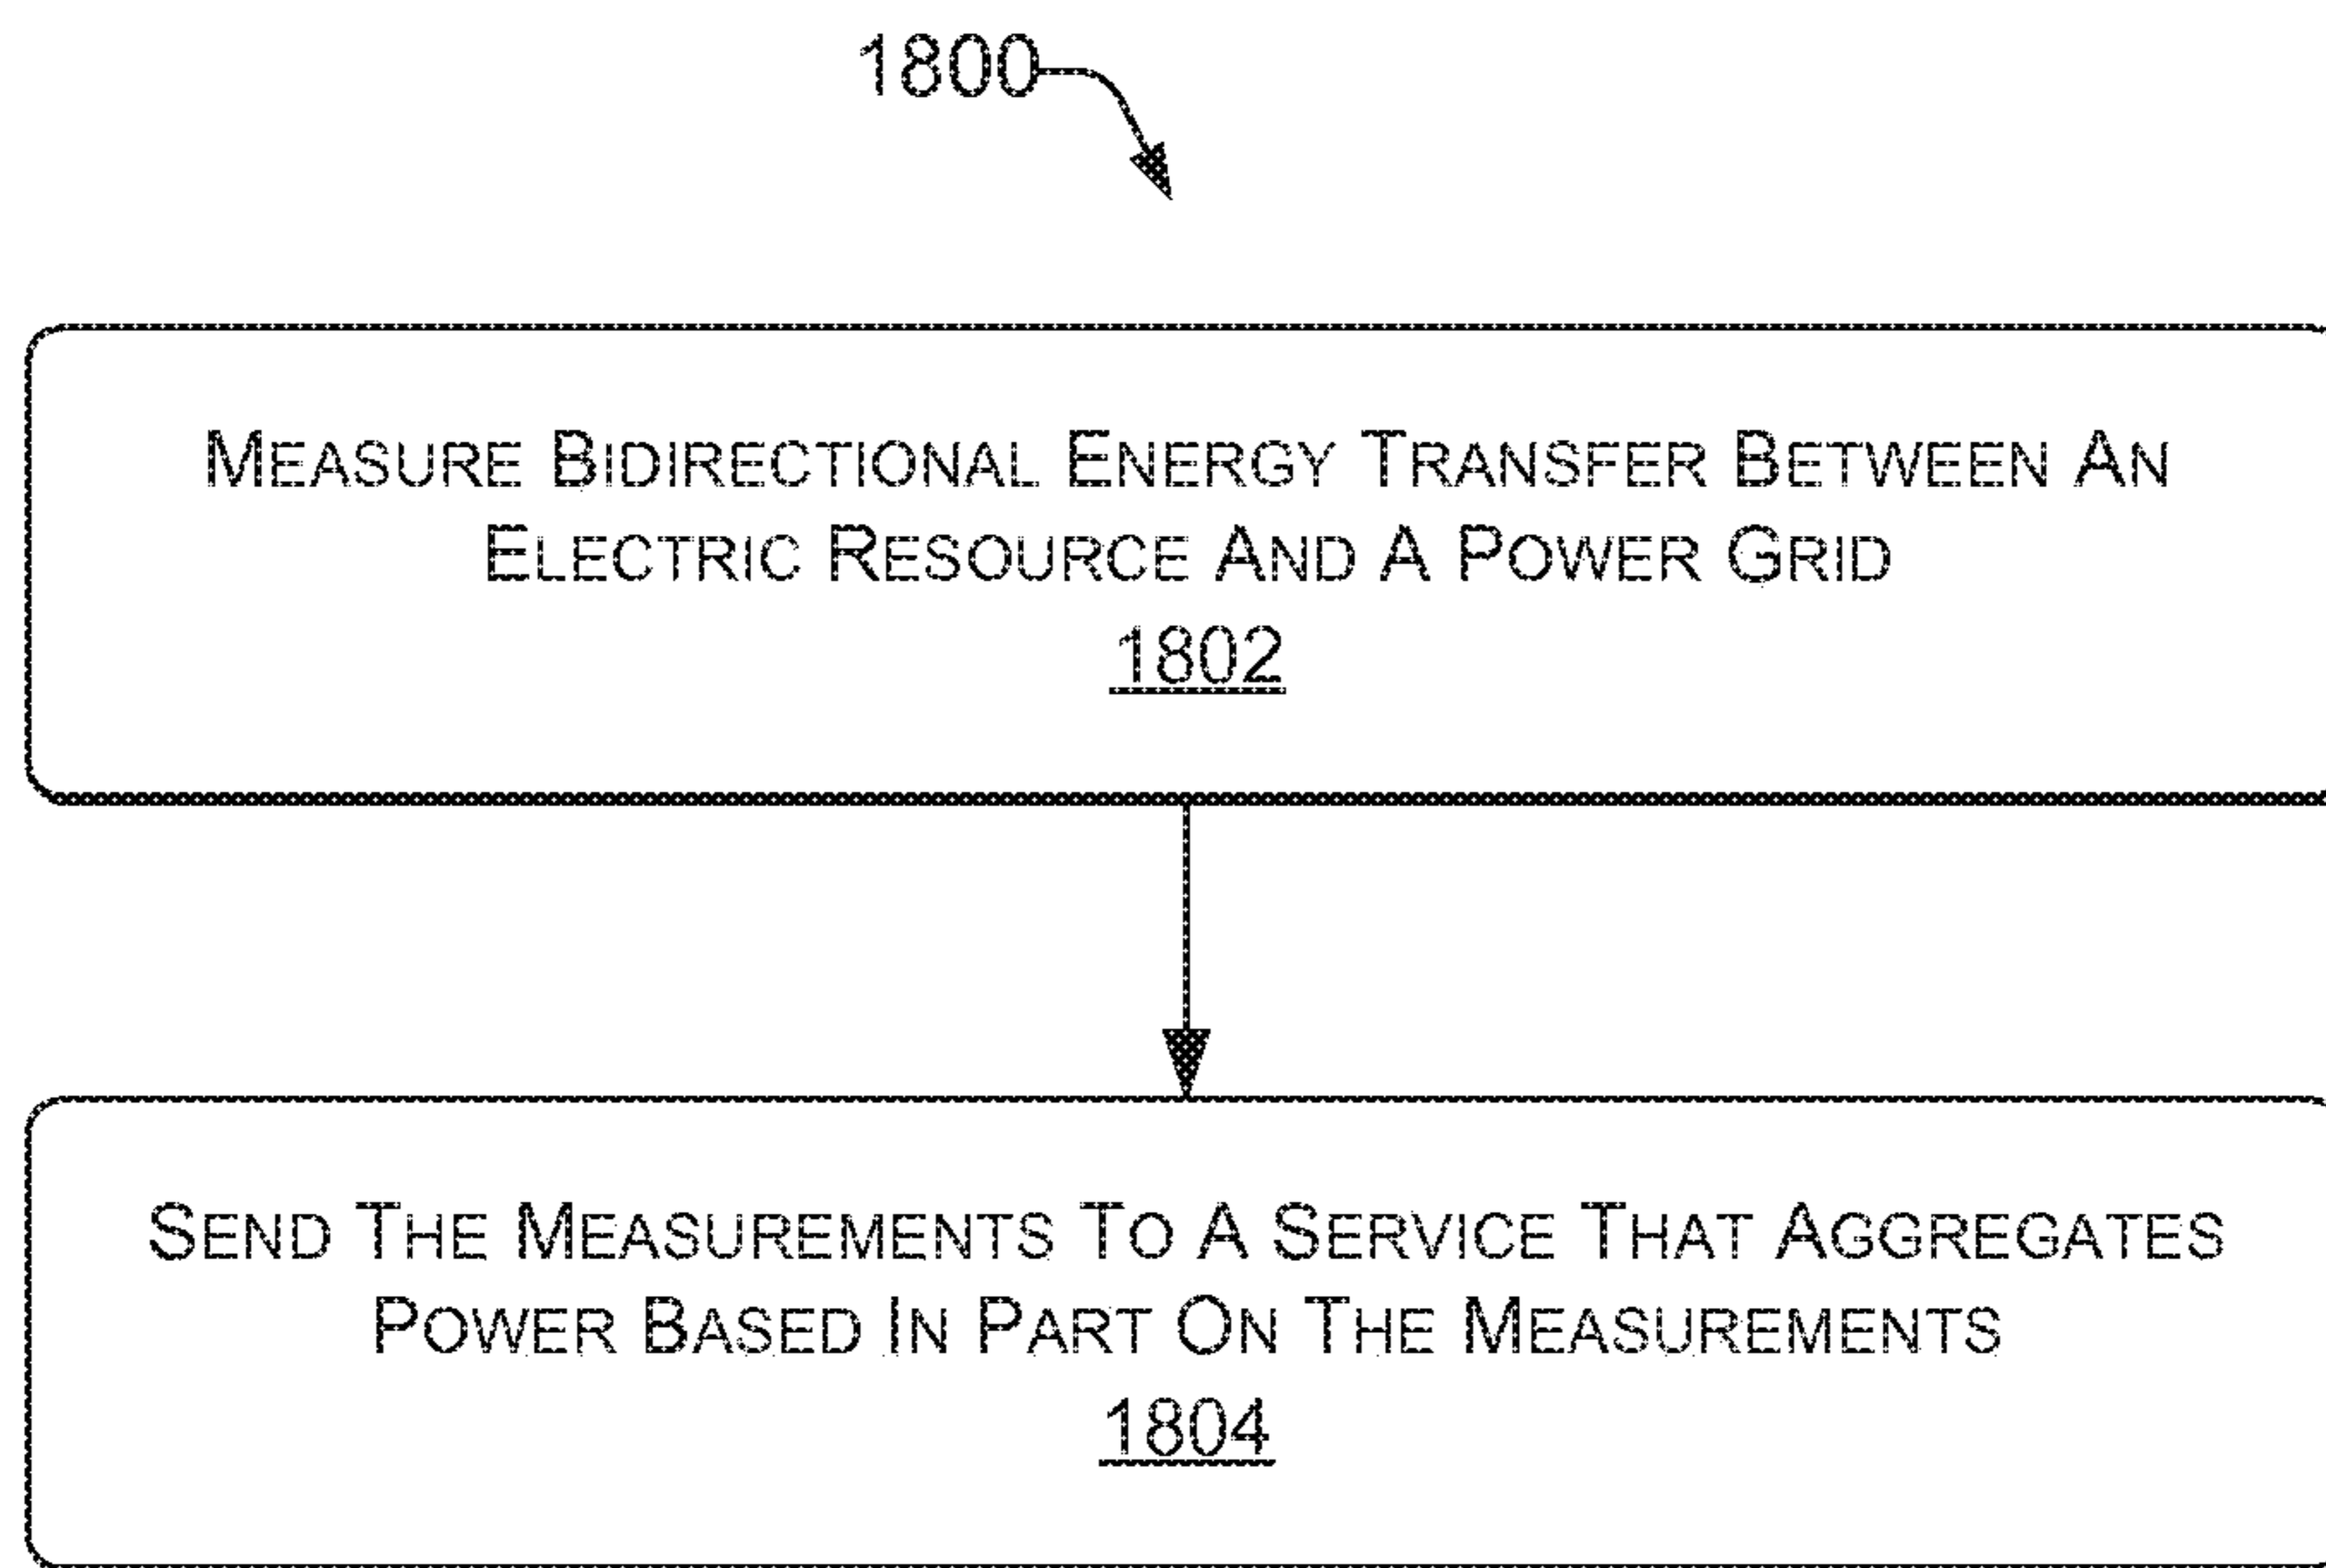 1800
MEASURE BIDIRECTIONAL ENERGY TRANSFER BETWEEN AN
ELECTRIC RESOURCE AND A POWER GRID
1802
SEND THE MEASUREMENTS TO A SERVICE THAT AGGREGATES
POWER BASED IN PART ON THE MEASUREMENTS
1804